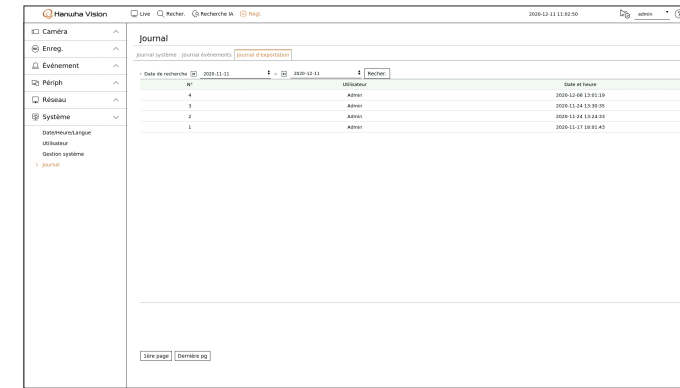 Hanwha Vision Live Recher. Recherche IA Régl. 2020-12-11 11:02:50 admin
Caméra
Enreg.
Événement
Périph
Réseau
Système
Date/Heure/Langue
Utilisateur
Gestion système
Journal
Journal
Journal système Journal événements Journal d'exportation
Date de recherche 2020-11-11 ~ 2020-12-11 Recher.
N° Utilisateur Date et heure
4 Admin 2020-12-08 13:01:19
3 Admin 2020-11-24 13:30:35
2 Admin 2020-11-24 13:24:33
1 Admin 2020-11-17 18:01:43
1ère page Dernière pg